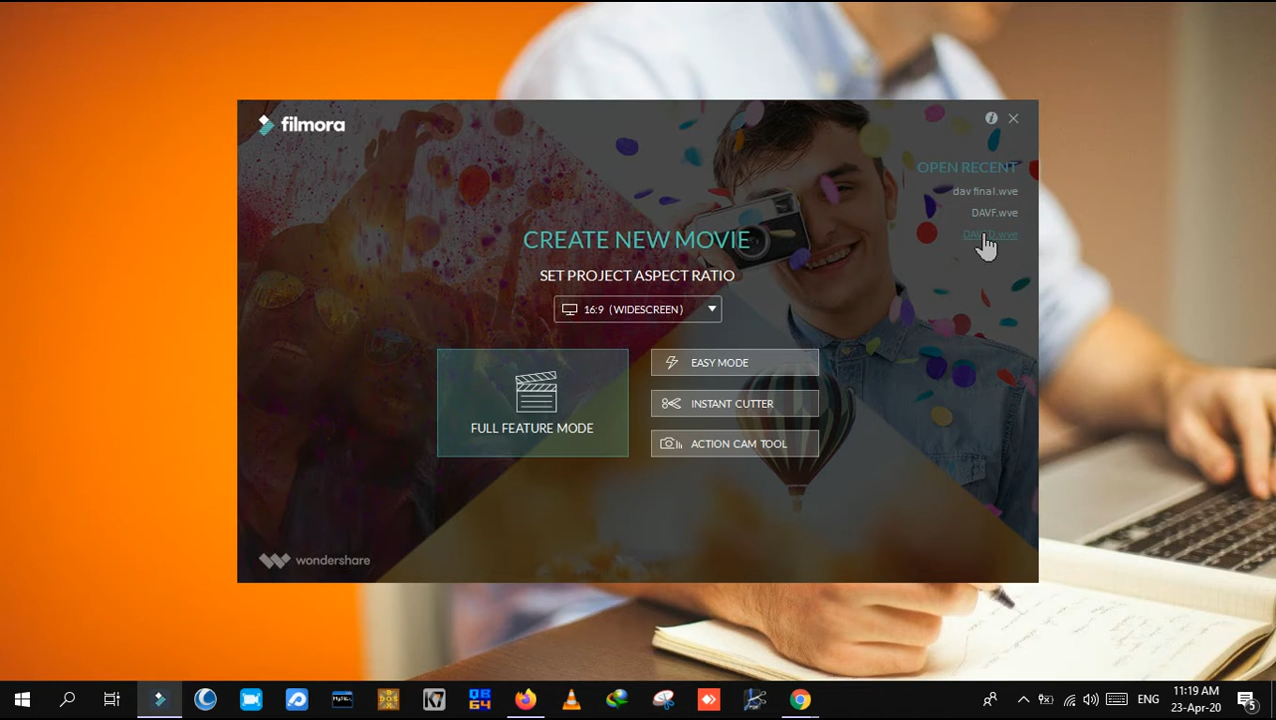 filmora
OPEN RECENT
dav final.wve
DAVF.wve
CREATE NEW MOVIE
SET PROJECT ASPECT RATIO
16:9 (WIDESCREEN)
EASY MODE
INSTANT CUTTER
FULL FEATURE MODE
ACTION CAM TOOL
wondershare
ENG
11:19 AM
23-Apr-20
5